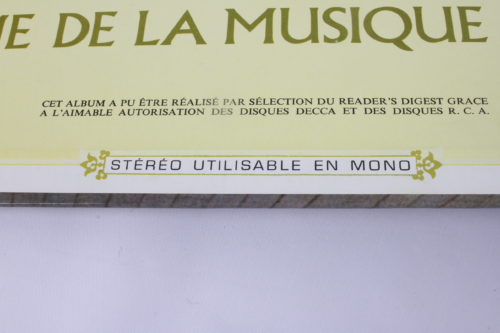 DE LA MUSIQUE
CET ALBUM A PU ÊTRE RÉALISÉ PAR SÉLECTION DU READER'S DIGEST GRACE
A L'AIMABLE AUTORISATION DES DISQUES DECCA ET DES DISQUES R. C. A.
STÉRÉO UTILISABLE EN MONO